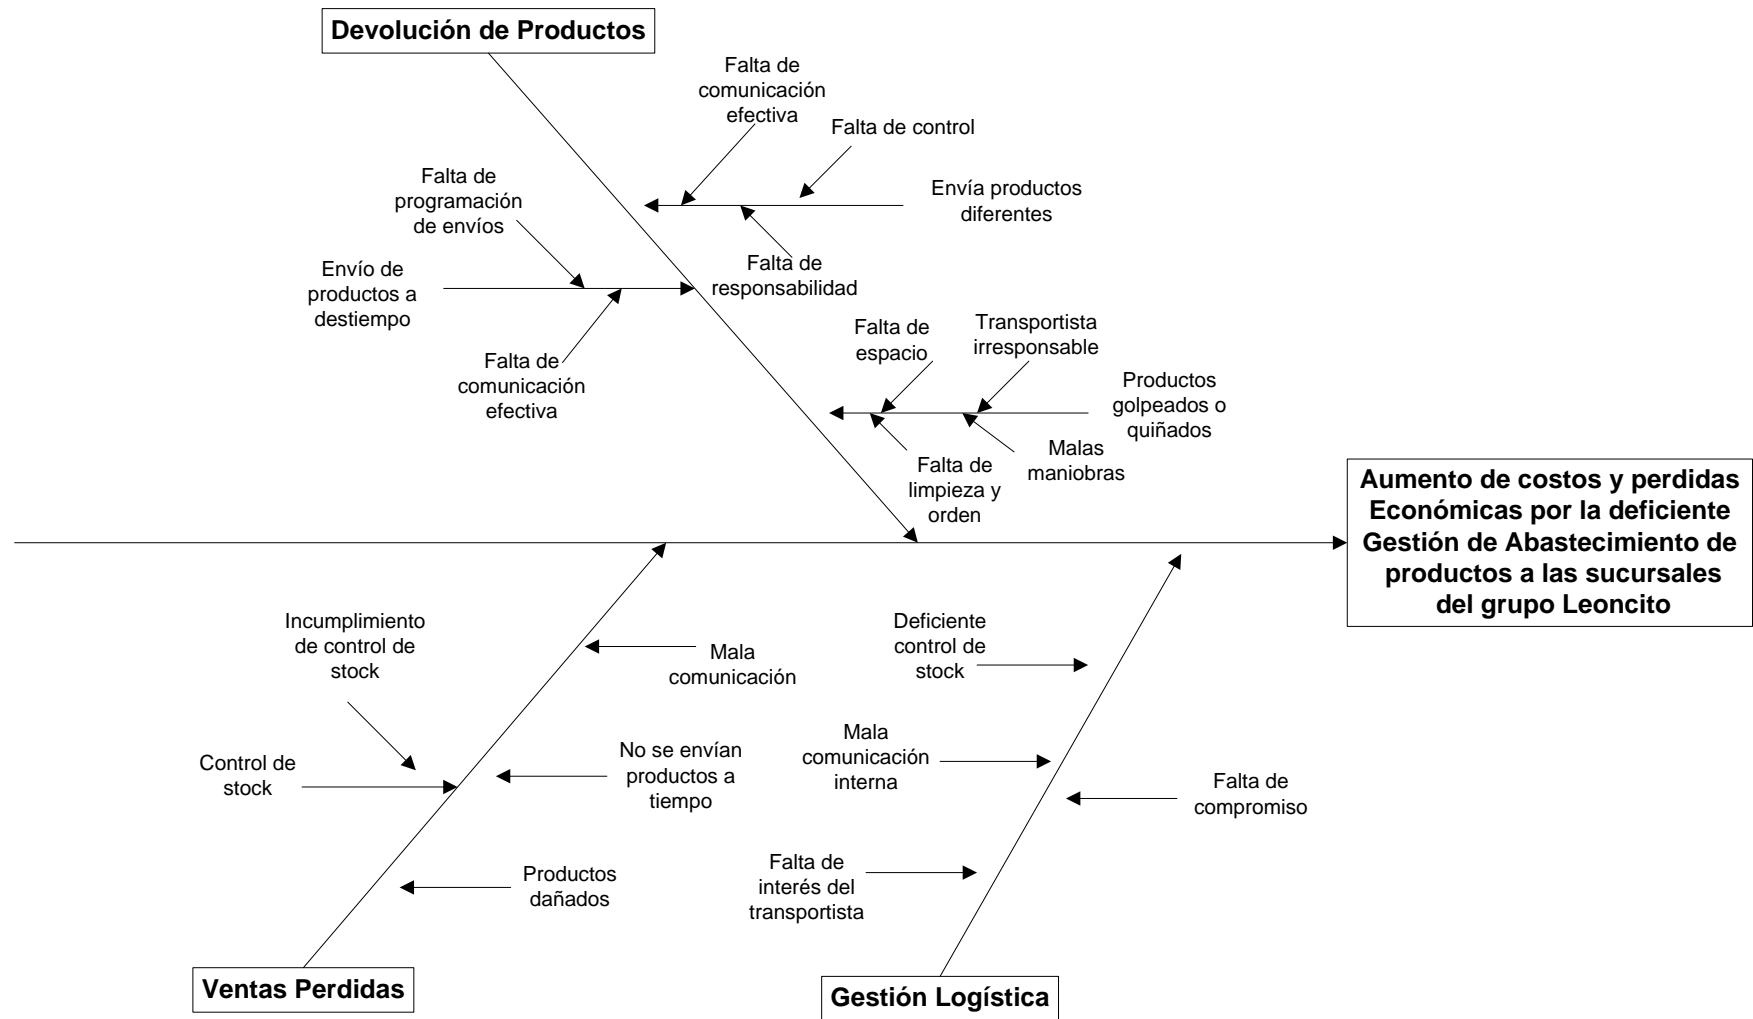 Devolución de Productos
Falta de
comunicación
efectiva
Falta de control
Falta de
programación
de envíos
Envía productos
diferentes
Envío de
productos a
destiempo
Falta de
responsabilidad
Falta de
comunicación
efectiva
Falta de
espacio
Transportista
irresponsable
Productos
golpeados o
quiñados
Malas
maniobras
Falta de
limpieza y
orden
Aumento de costos y perdidas
Económicas por la deficiente
Gestión de Abastecimiento de
productos a las sucursales
del grupo Leoncito
Incumplimiento
de control de
stock
Mala
comunicación
Control de
stock
No se envían
productos a
tiempo
Productos
dañados
Ventas Perdidas
Deficiente
control de
stock
Mala
comunicación
interna
Falta de
compromiso
Falta de
interés del
transportista
Gestión Logística